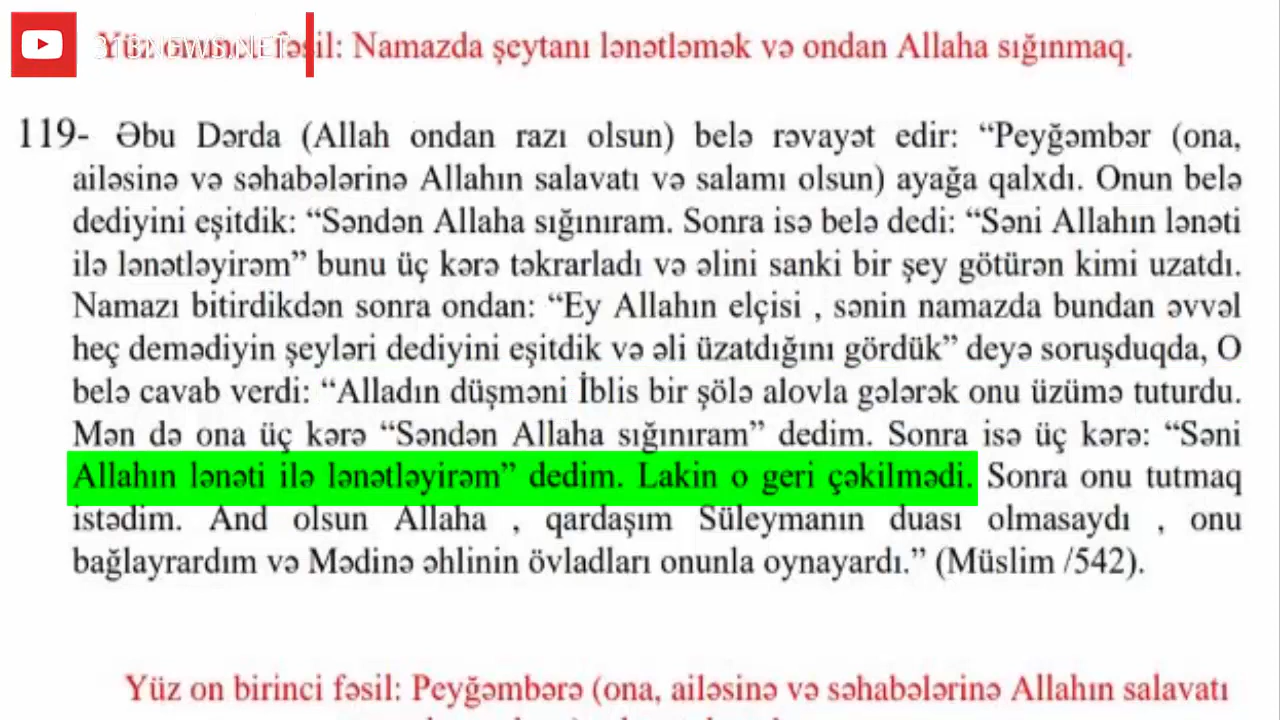 313NEWS.NET
Yüz onuncu fəsil: Namazda şeytanı lənətləmək və ondan Allaha sığınmaq.
119- Əbu Dərda (Allah ondan razı olsun) belə rəvayət edir: “Peyğəmbər (ona,
ailəsinə və səhabələrinə Allahın salavatı və salamı olsun) ayağa qalxdı. Onun belə
dediyini eşitdik: “Səndən Allaha sığınıram. Sonra isə belə dedi: “Səni Allahın lənəti
ilə lənətləyirəm” bunu üç kərə təkrarladı və əlini sanki bir şey götürən kimi uzatdı.
Namazı bitirdikdən sonra ondan: “Ey Allahın elçisi , sənin namazda bundan əvvəl
heç demədiyin şeyləri dediyini eşitdik və əli üzatdığını gördük” deyə soruşduqda, O
belə cavab verdi: “Alladın düşməni İblis bir şölə alovla gələrək onu üzümə tuturdu.
Mən də ona üç kərə “Səndən Allaha sığınıram” dedim. Sonra isə üç kərə: “Səni
Allahın lənəti ilə lənətləyirəm” dedim. Lakin o geri çəkilmədi. Sonra onu tutmaq
istədim. And olsun Allaha , qardaşım Süleymanın duası olmasaydı , onu
bağlayrardım və Mədinə əhlinin övladları onunla oynayardı.” (Müslim /542).
Yüz on birinci fəsil: Peyğəmbərə (ona, ailəsinə və səhabələrinə Allahın salavatı